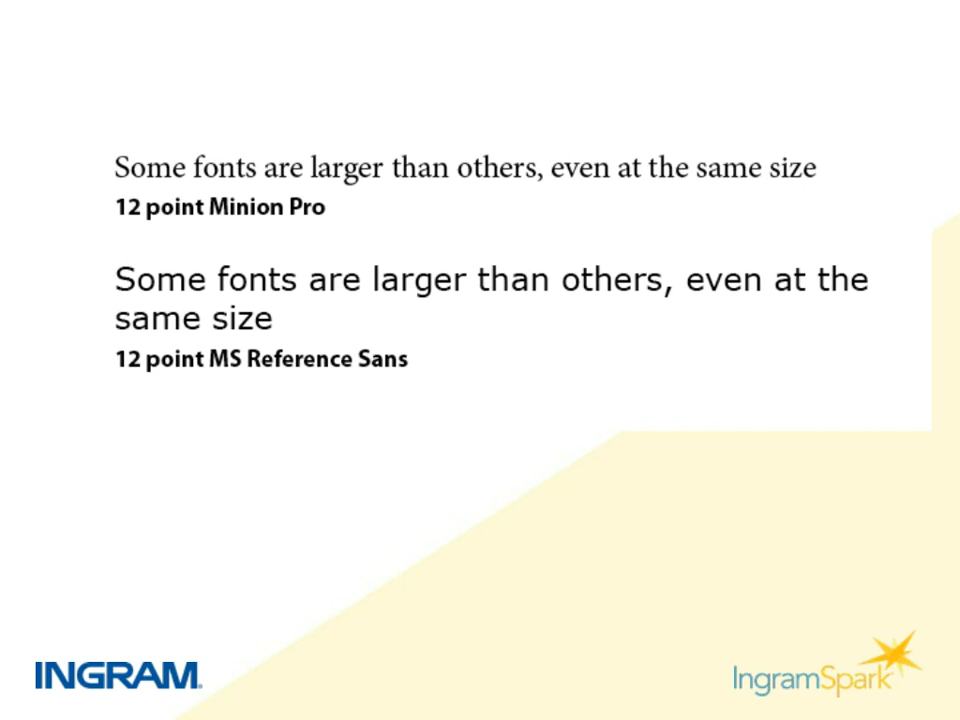 Some fonts are larger than others, even at the same size
12 point Minion Pro
Some fonts are larger than others, even at the
same size
12 point MS Reference Sans
INGRAM
IngramSpark